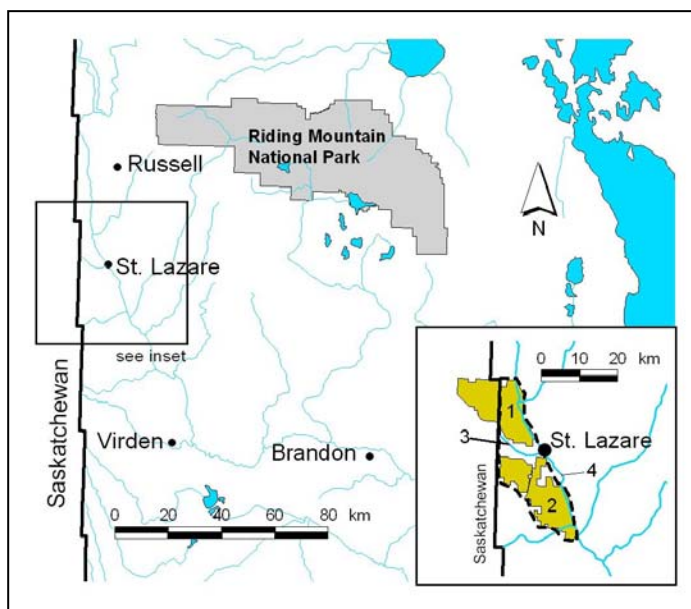 Riding Mountain
National Park
Russell
N
St. Lazare
see inset
Saskatchewan
Virden
Brandon
0 20 40 60 80 km
0 10 20 km
1
3
St. Lazare
4
2
Saskatchewan